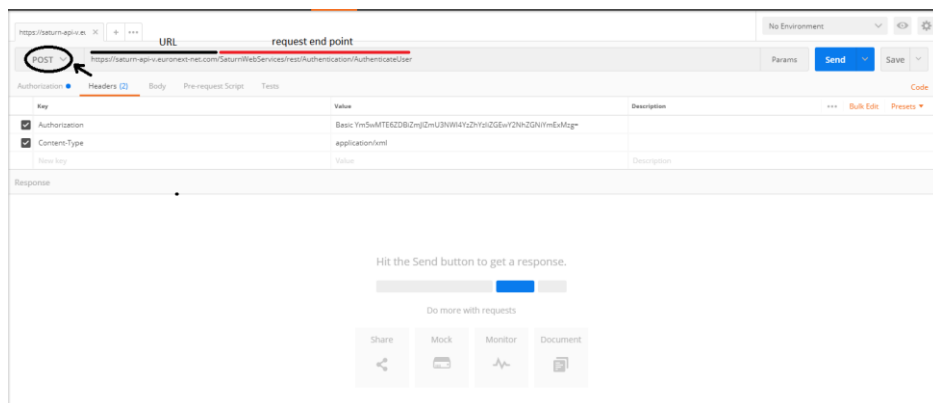 https://saturn-api-v.eu
No Environment
URL request end point
POST https://saturn-api-v.euronext-net.com/SaturnWebServices/rest/Authentication/AuthenticateUser Params Send Save
Authorization Headers (2) Body Pre-request Script Tests Code
Key Value Description Bulk Edit Presets
Authorization Basic
Content-Type application/xml
New key Value Description
Response
Hit the Send button to get a response.
Do more with requests
Share Mock Monitor Document